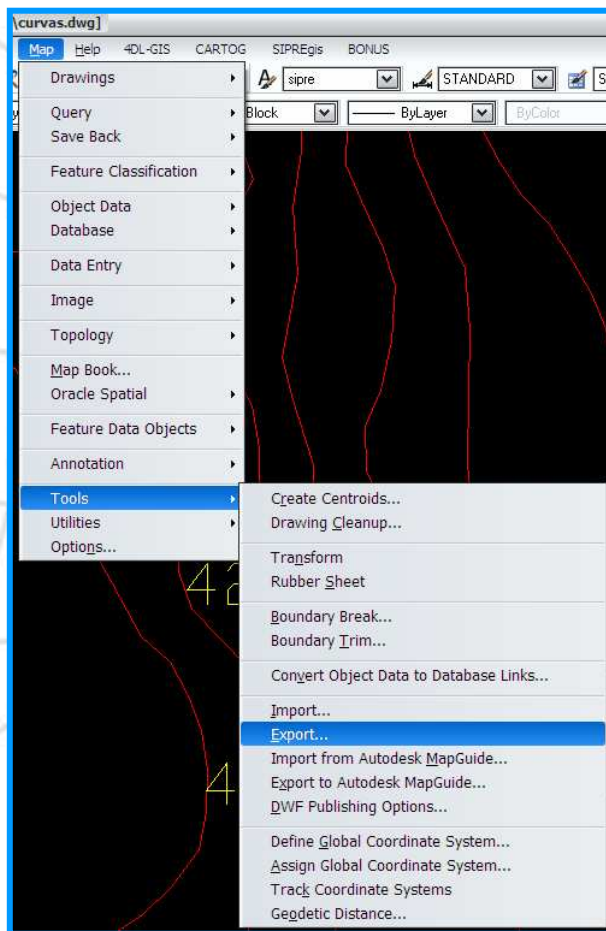 \curvas.dwg]
Map Help 4DL-GIS CARTOG SIPREgis BONUS
Drawings
sipre STANDARD S
Query
Block ByLayer ByColor
Save Back
Feature Classification
Object Data
Database
Data Entry
Image
Topology
Map Book...
Oracle Spatial
Feature Data Objects
Annotation
Tools
Utilities
Options...
Create Centroids...
Drawing Cleanup...
Transform
Rubber Sheet
Boundary Break...
Boundary Trim...
Convert Object Data to Database Links...
Import...
Export...
Import from Autodesk MapGuide...
Export to Autodesk MapGuide...
DWF Publishing Options...
Define Global Coordinate System...
Assign Global Coordinate System...
Track Coordinate Systems
Geodetic Distance...
42
4